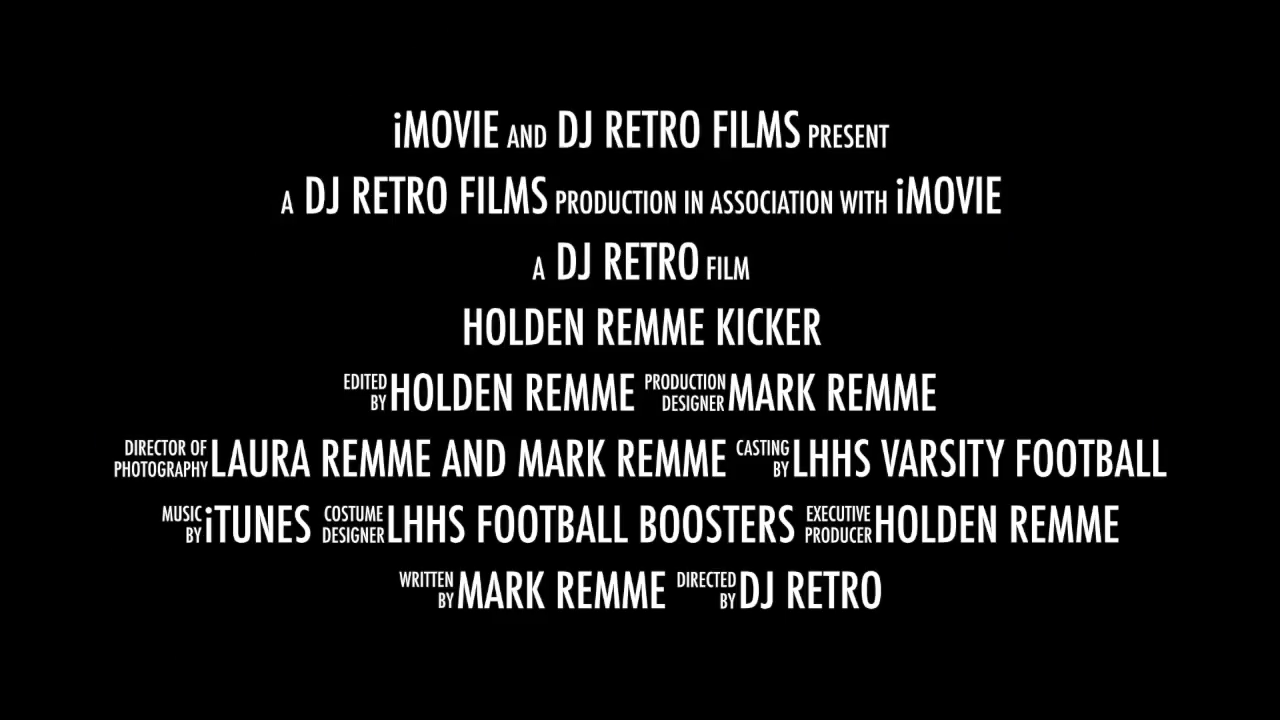 iMOVIE AND DJ RETRO FILMS PRESENT
A DJ RETRO FILMS PRODUCTION IN ASSOCIATION WITH iMOVIE
A DJ RETRO FILM
HOLDEN REMME KICKER
EDITED BY HOLDEN REMME PRODUCTION DESIGNER MARK REMME
DIRECTOR OF PHOTOGRAPHY LAURA REMME AND MARK REMME CASTING BY LHHS VARSITY FOOTBALL
MUSIC BY iTUNES COSTUME DESIGNER LHHS FOOTBALL BOOSTERS EXECUTIVE PRODUCER HOLDEN REMME
WRITTEN BY MARK REMME DIRECTED BY DJ RETRO